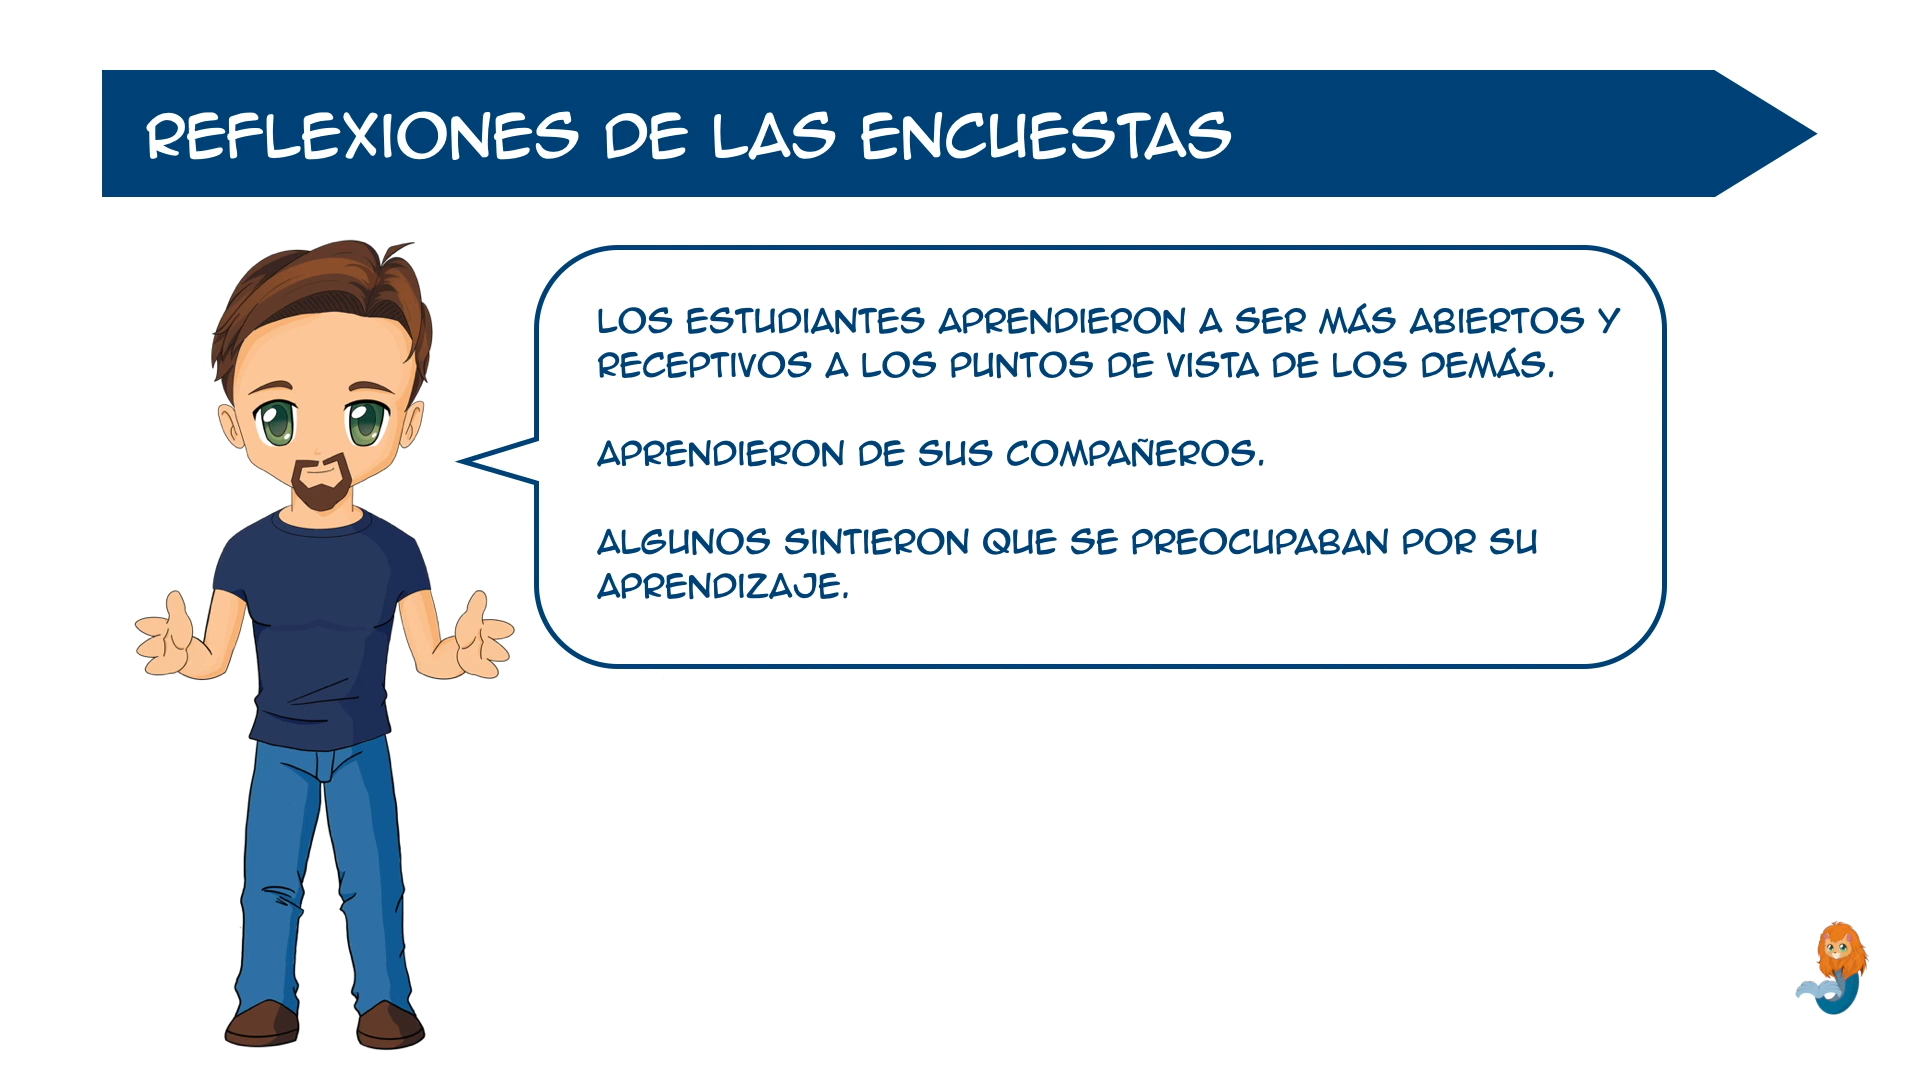 REFLEXIONES DE LAS ENCUESTAS
LOS ESTUDIANTES APRENDIERON A SER MÁS ABIERTOS Y
RECEPTIVOS A LOS PUNTOS DE VISTA DE LOS DEMÁS.
APRENDIERON DE SUS COMPAÑEROS.
ALGUNOS SINTIERON QUE SE PREOCUPABAN POR SU
APRENDIZAJE.